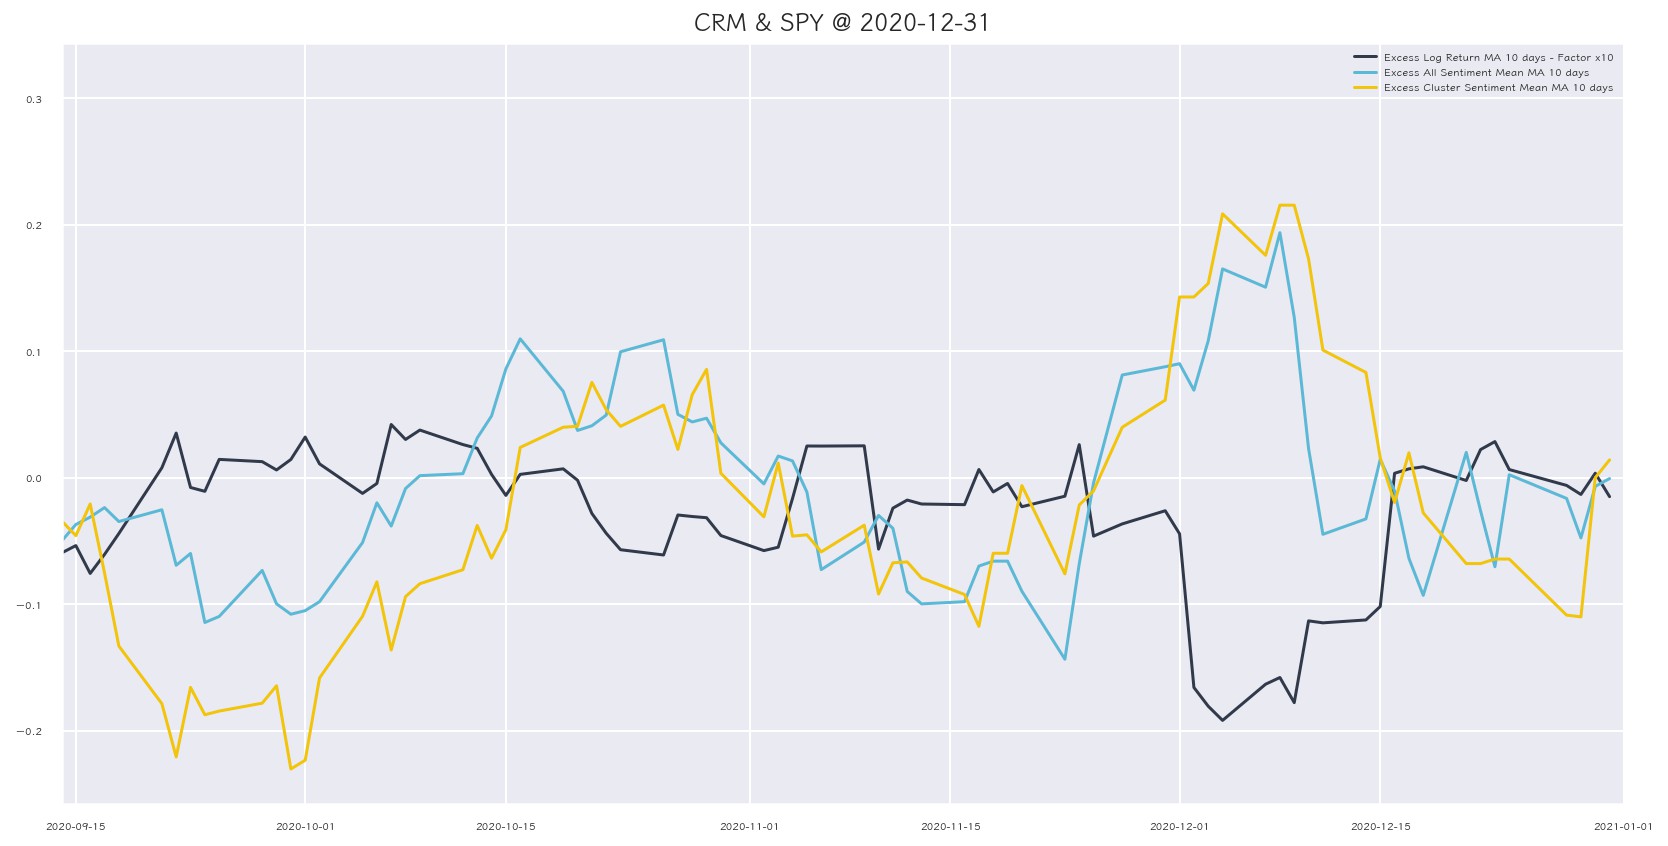 CRM & SPY @ 2020-12-31
Excess Log Return MA 10 days - Factor x10
Excess All Sentiment Mean MA 10 days
Excess Cluster Sentiment Mean MA 10 days
0.3
0.2
0.1
0.0
−0.1
−0.2
2020-09-15 2020-10-01 2020-10-15 2020-11-01 2020-11-15 2020-12-01 2020-12-15 2021-01-01